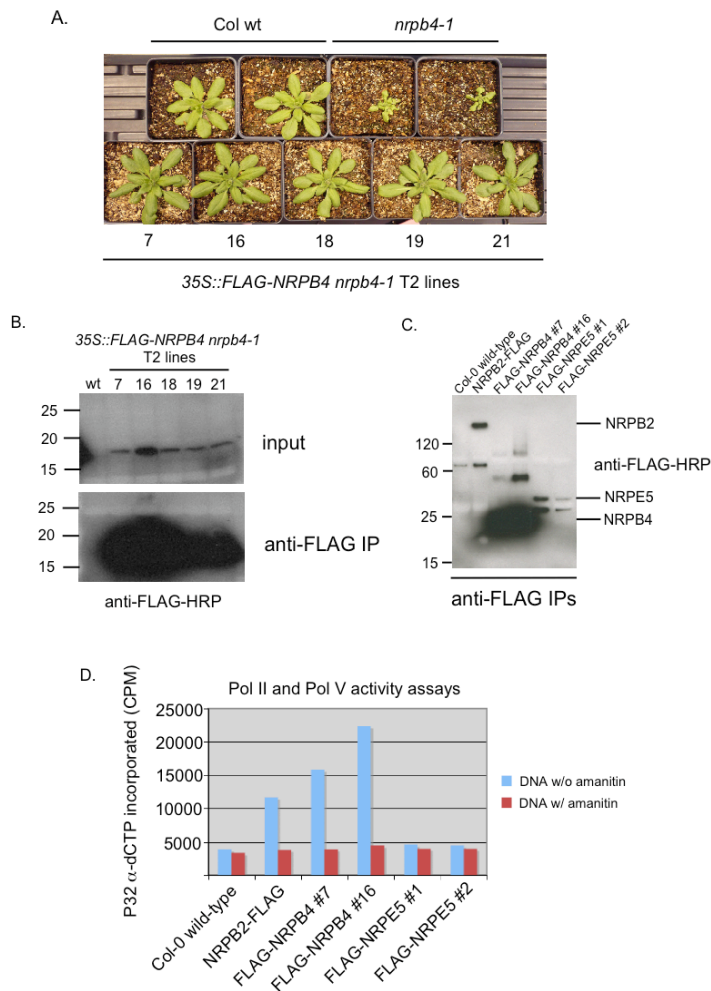 A.
Col wt
nrpb4-1
7 16 18 19 21
35S::FLAG-NRPB4 nrpb4-1 T2 lines
B.
35S::FLAG-NRPB4 nrpb4-1
T2 lines
wt 7 16 18 19 21
25
20
15
input
25
20
15
anti-FLAG IP
anti-FLAG-HRP
C.
Col-0 wild-type
NRPB2-FLAG
FLAG-NRPB4 #7
FLAG-NRPB4 #16
FLAG-NRPE5 #1
FLAG-NRPE5 #2
120
60
25
15
NRPB2
anti-FLAG-HRP
NRPE5
NRPB4
anti-FLAG IPs
D.
Pol II and Pol V activity assays
P32 α-dCTP incorporated (CPM)
25000
20000
15000
10000
5000
Col-0 wild-type
NRPB2-FLAG
FLAG-NRPB4 #7
FLAG-NRPB4 #16
FLAG-NRPE5 #1
FLAG-NRPE5 #2
DNA w/o amanitin
DNA w/ amanitin